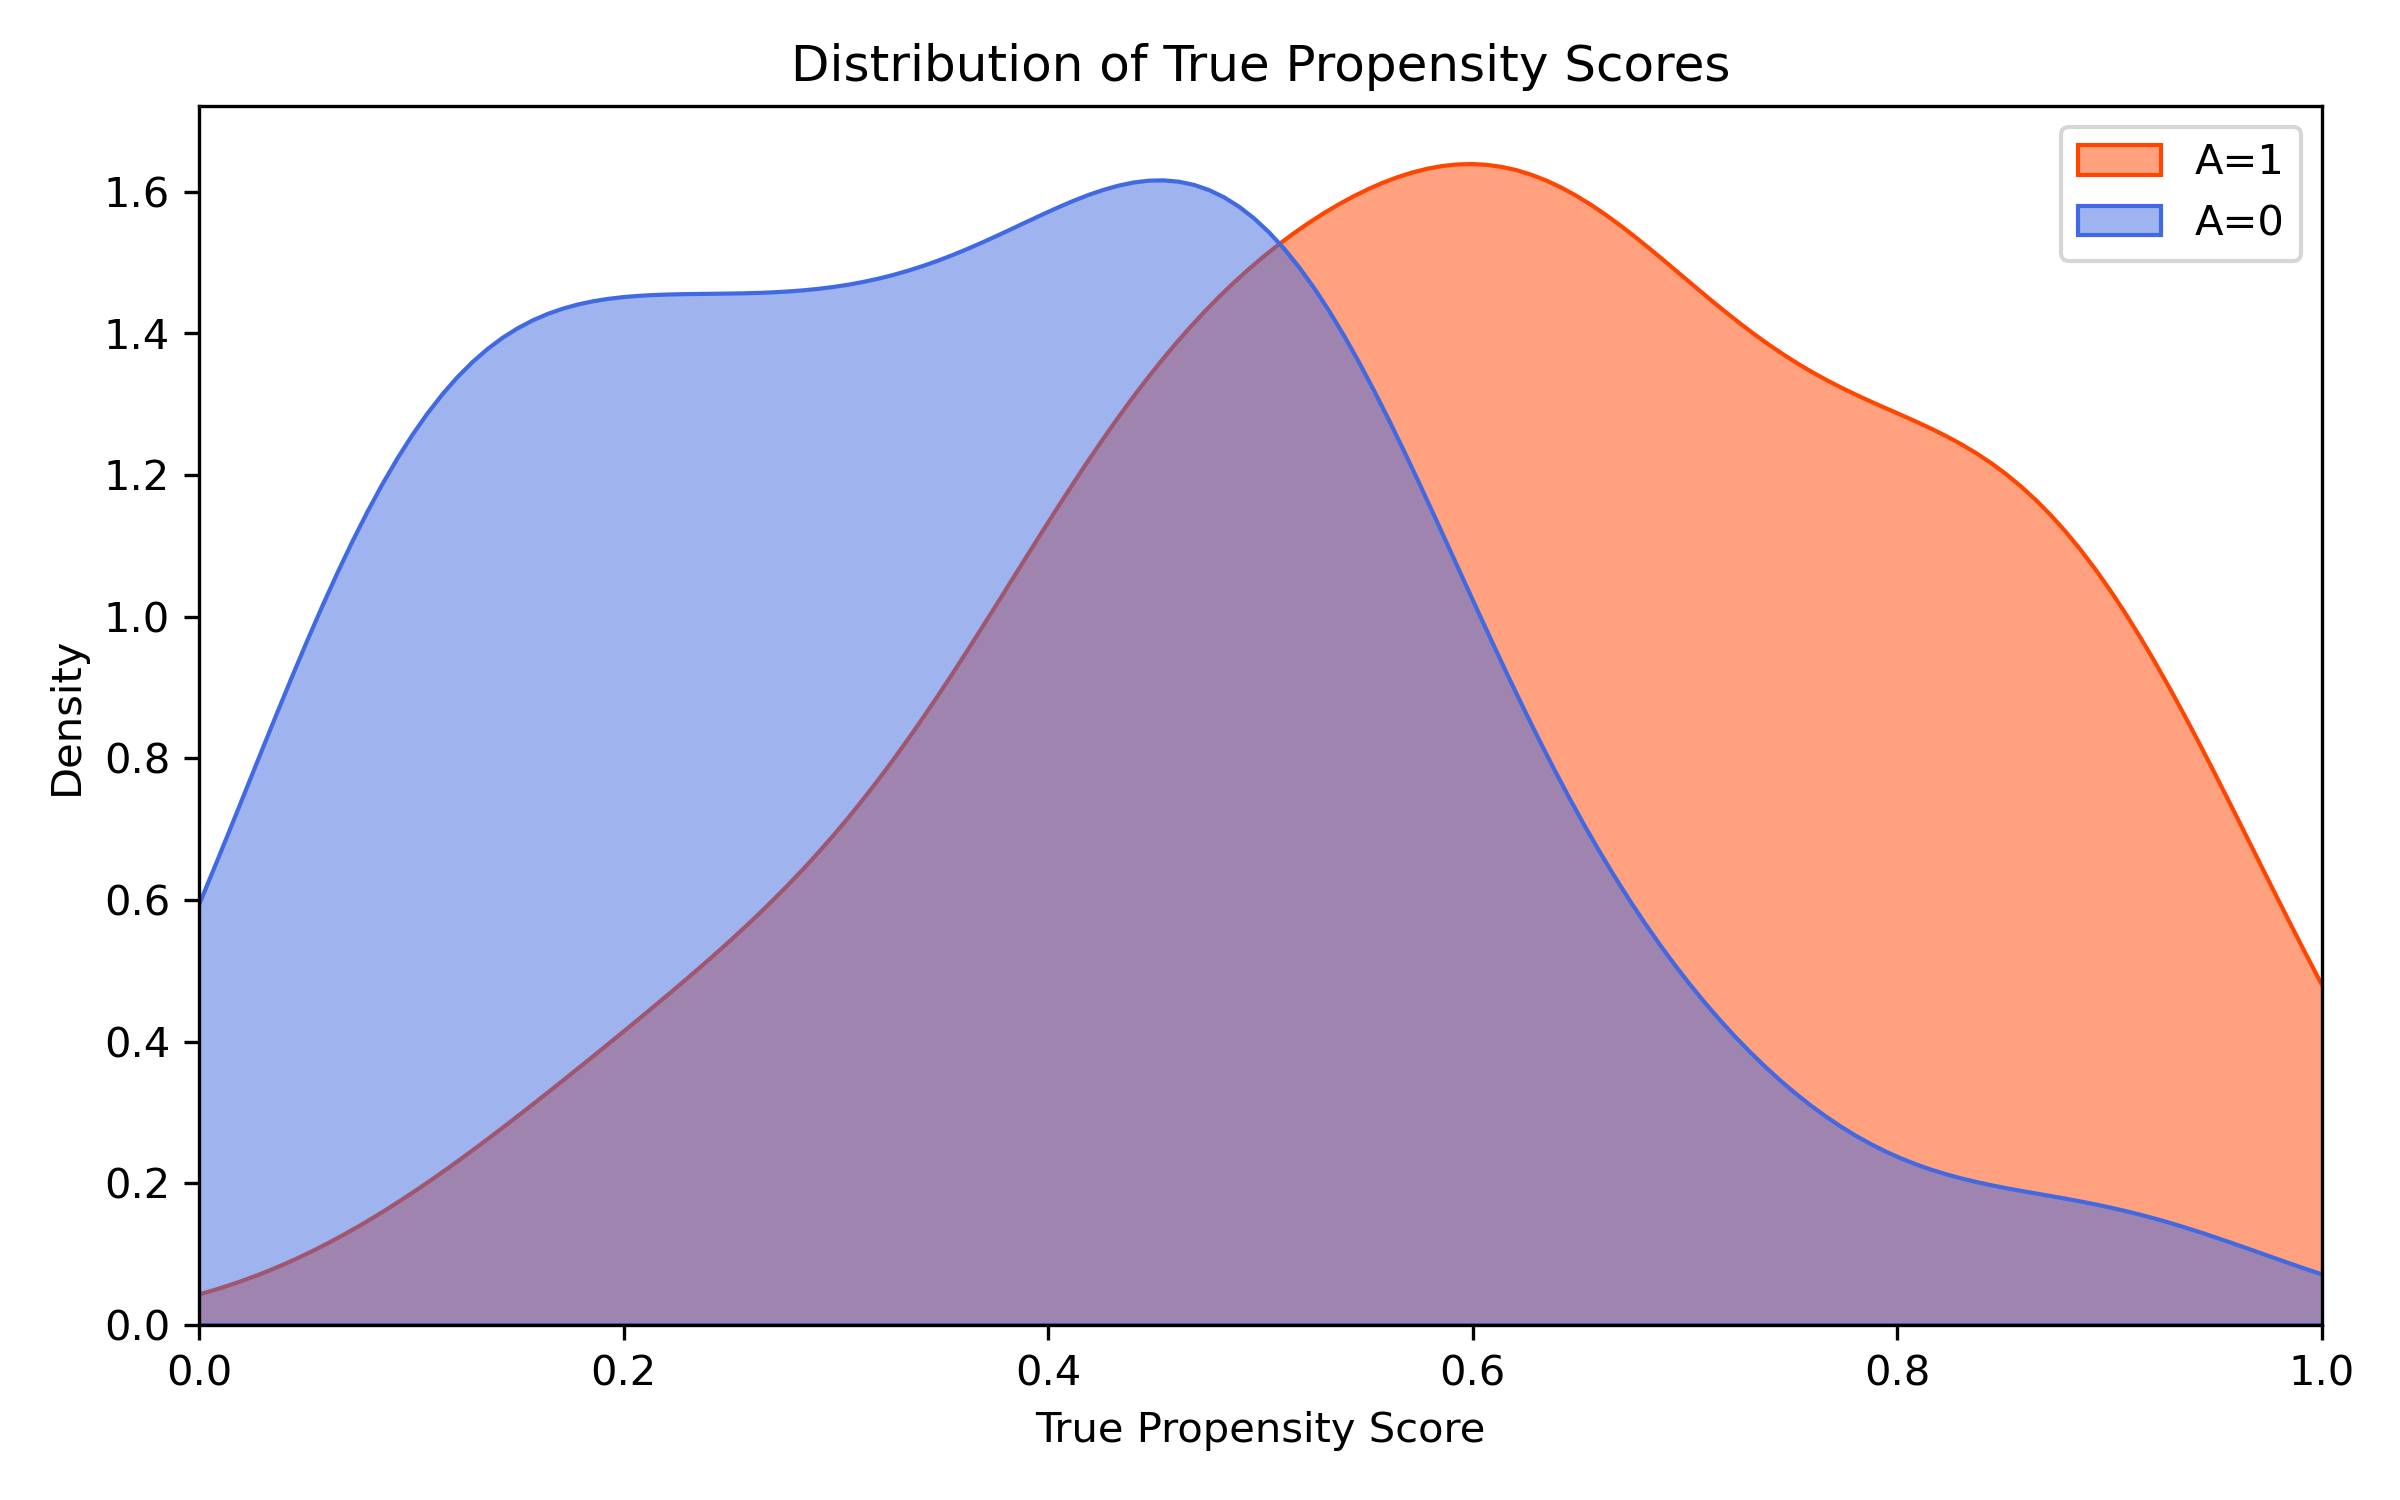 Distribution of True Propensity Scores
A=1
A=0
1.6
1.4
1.2
1.0
0.8
0.6
0.4
0.2
0.0
Density
0.0 0.2 0.4 0.6 0.8 1.0
True Propensity Score